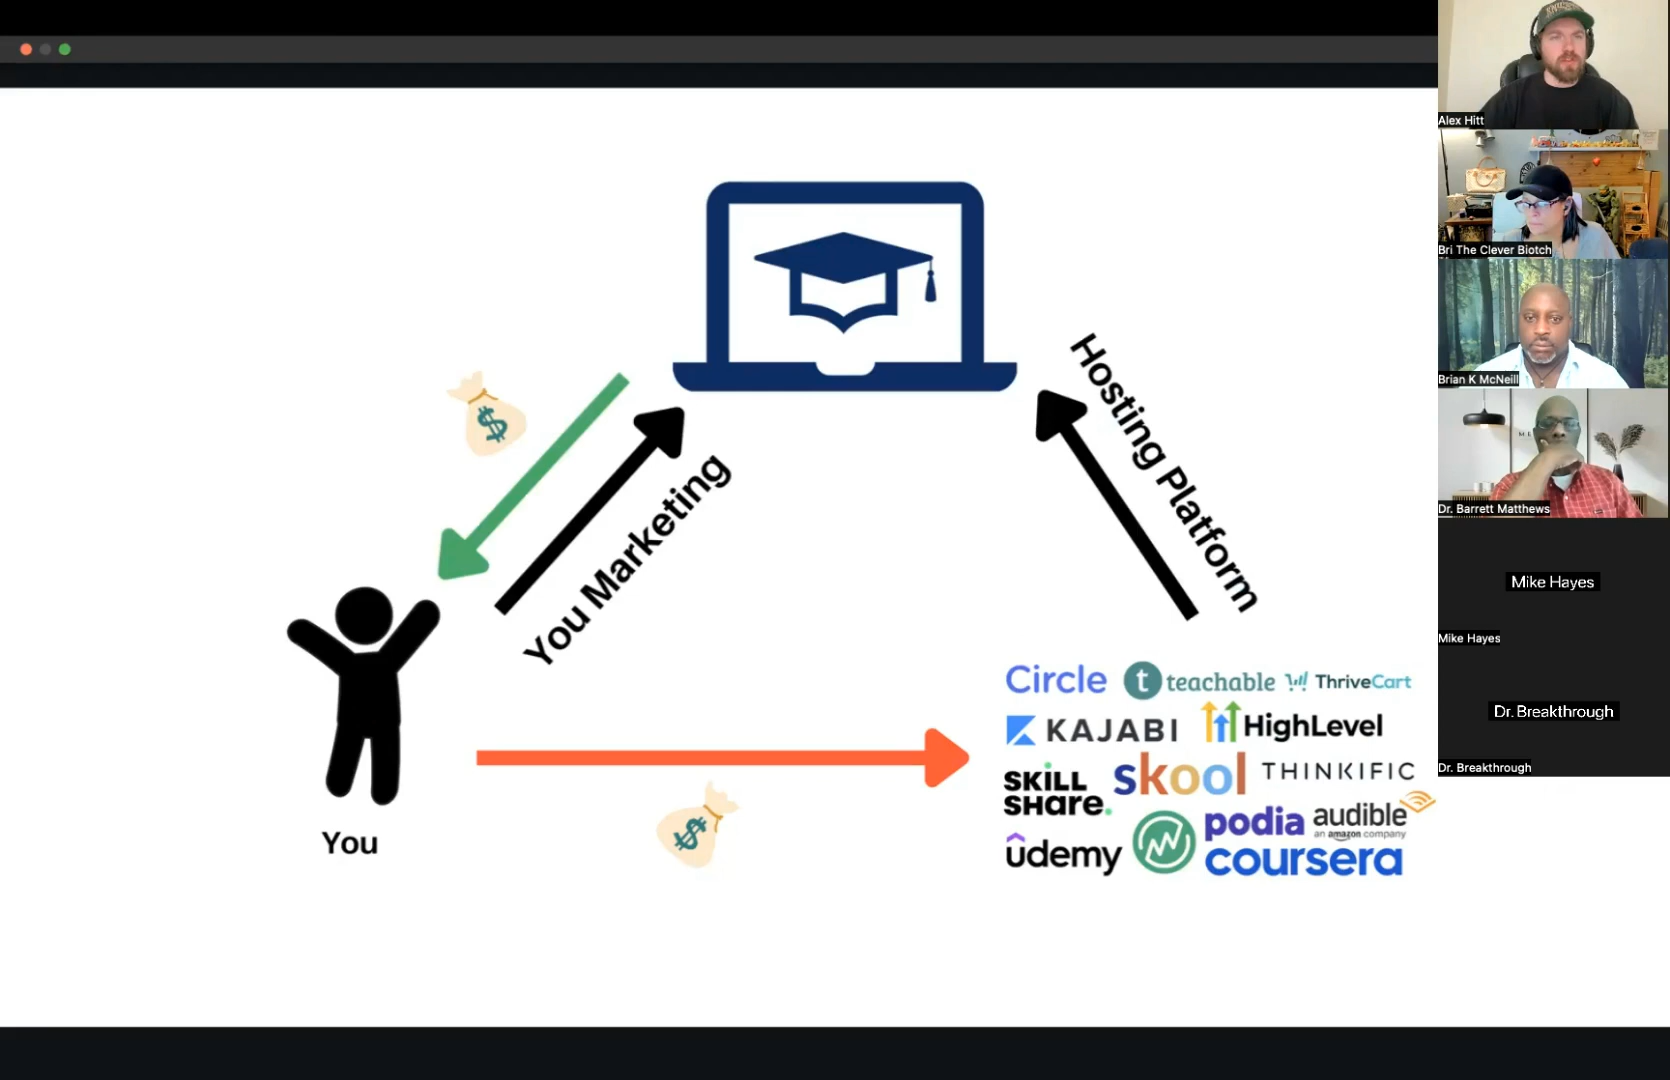 Hosting Platform
You Marketing
You
Circle
t teachable
ThriveCart
KAJABI
HighLevel
SKILL
SHaRe.
skool
THINKIFIC
udemy
podia
audible
an amazon company
coursera
Alex Hitt
Bri The Clever Biotch
Brian K McNeill
Dr. Barrett Matthews
Mike Hayes
Mike Hayes
Dr. Breakthrough
Dr. Breakthrough